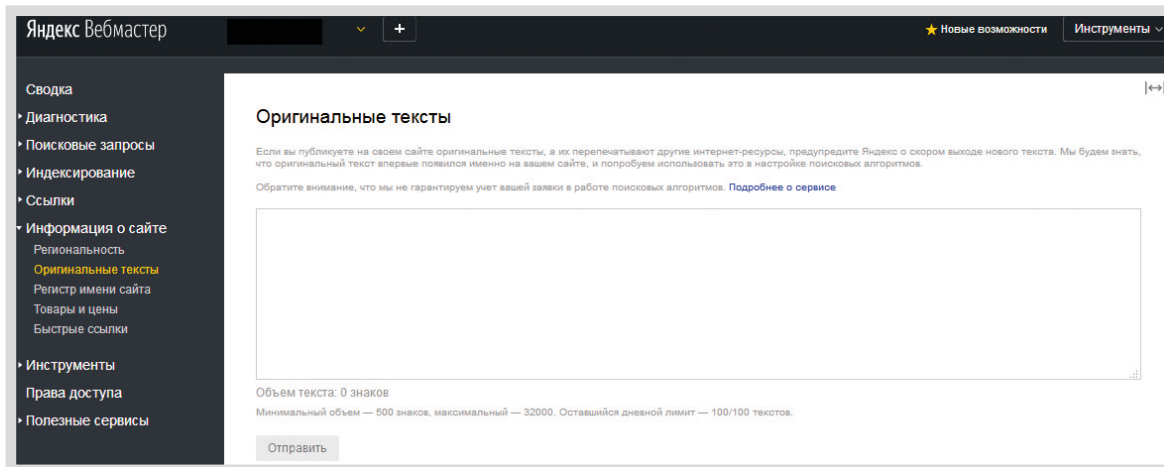 Яндекс Вебмастер
+
Новые возможности
Инструменты
Сводка
Диагностика
Поисковые запросы
Индексирование
Ссылки
Информация о сайте
Региональность
Оригинальные тексты
Регистр имени сайта
Товары и цены
Быстрые ссылки
Инструменты
Права доступа
Полезные сервисы
Оригинальные тексты
Если вы публикуете на своем сайте оригинальные тексты, а их перепечатывают другие интернет-ресурсы, предупредите Яндекс о скором выходе нового текста. Мы будем знать,
что оригинальный текст впервые появился именно на вашем сайте, и попробуем использовать это в настройке поисковых алгоритмов.
Обратите внимание, что мы не гарантируем учет вашей заявки в работе поисковых алгоритмов. Подробнее о сервисе
Объем текста: 0 знаков
Минимальный объем — 500 знаков, максимальный — 32000. Оставшийся дневной лимит — 100/100 текстов.
Отправить